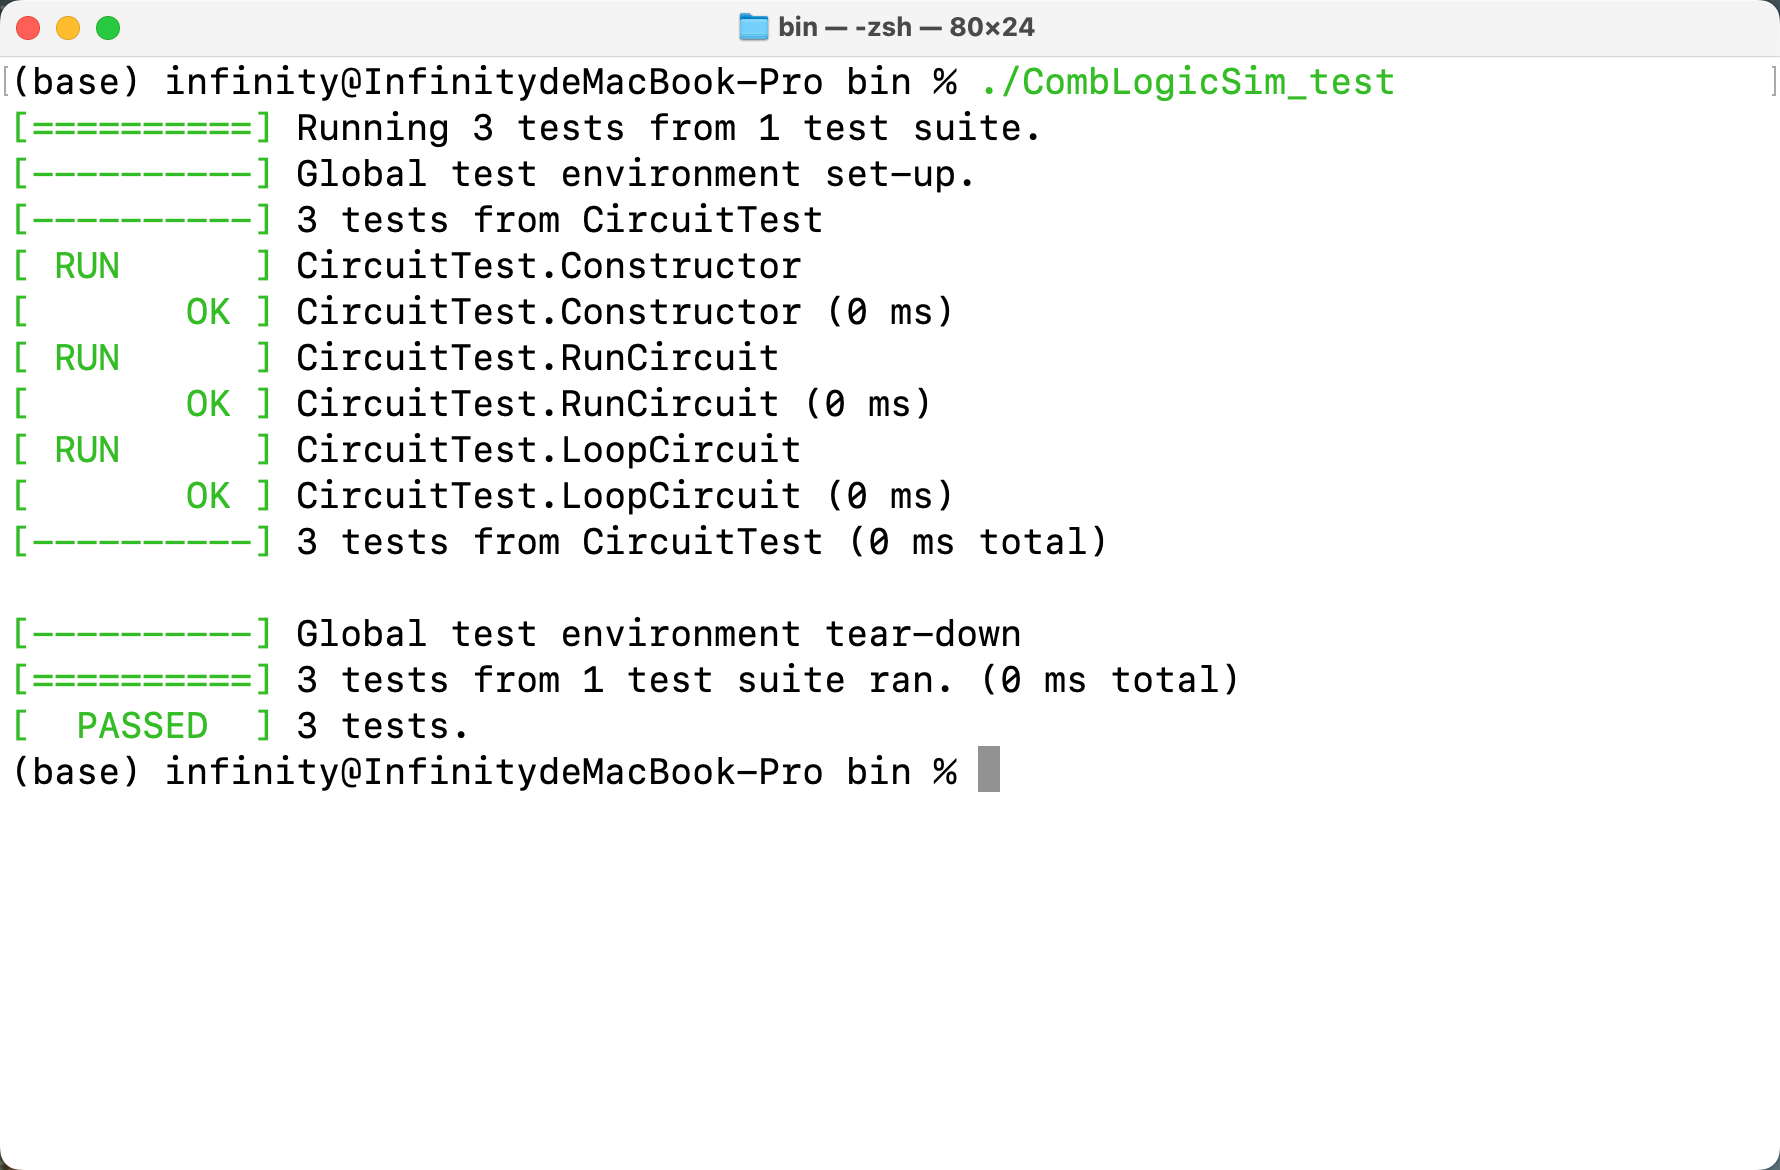 bin — -zsh — 80×24
(base) infinity@InfinitydeMacBook-Pro bin % ./CombLogicSim_test
[==========] Running 3 tests from 1 test suite.
[----------] Global test environment set-up.
[----------] 3 tests from CircuitTest
[ RUN      ] CircuitTest.Constructor
[       OK ] CircuitTest.Constructor (0 ms)
[ RUN      ] CircuitTest.RunCircuit
[       OK ] CircuitTest.RunCircuit (0 ms)
[ RUN      ] CircuitTest.LoopCircuit
[       OK ] CircuitTest.LoopCircuit (0 ms)
[----------] 3 tests from CircuitTest (0 ms total)
[----------] Global test environment tear-down
[==========] 3 tests from 1 test suite ran. (0 ms total)
[  PASSED  ] 3 tests.
(base) infinity@InfinitydeMacBook-Pro bin %